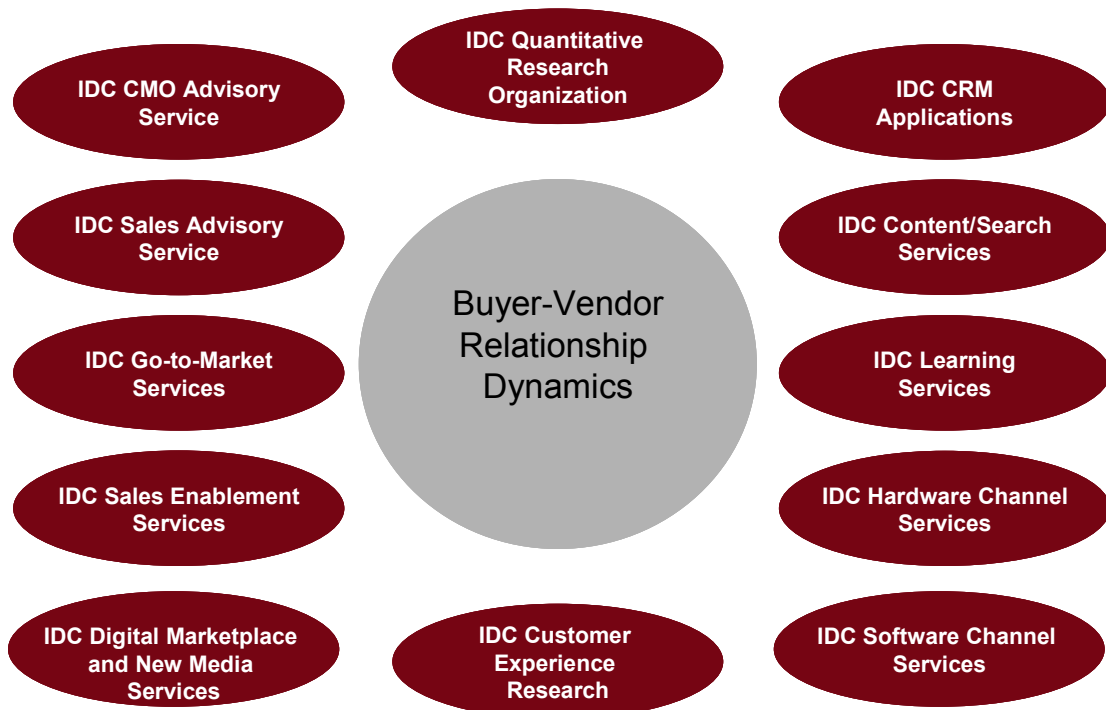 IDC Quantitative
Research
Organization
IDC CMO Advisory
Service
IDC CRM
Applications
IDC Sales Advisory
Service
IDC Content/Search
Services
Buyer-Vendor
Relationship
Dynamics
IDC Go-to-Market
Services
IDC Learning
Services
IDC Sales Enablement
Services
IDC Hardware Channel
Services
IDC Digital Marketplace
and New Media
Services
IDC Customer
Experience
Research
IDC Software Channel
Services